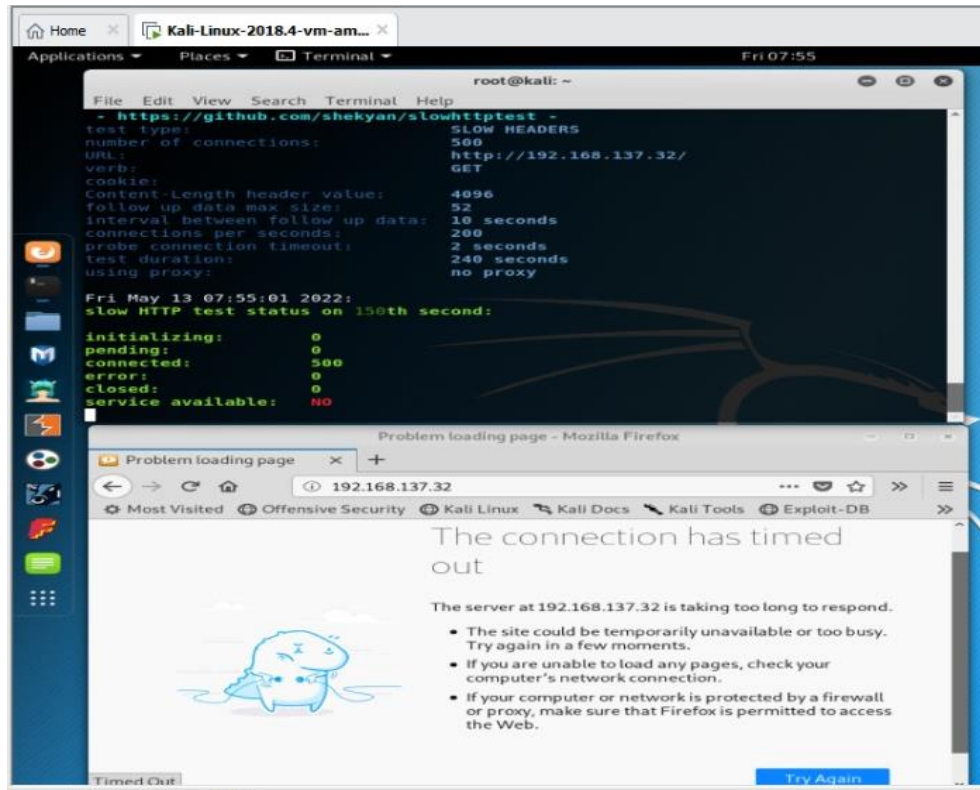 Home × Kali-Linux-2018.4-vm-am... ×
Applications Places Terminal Fri 07:55
root@kali: ~
File Edit View Search Terminal Help
- https://github.com/shekyan/slowhttptest -
test type: SLOW HEADERS
number of connections: 500
URL: http://192.168.137.32/
verb: GET
cookie:
Content-Length header value: 4096
follow up data max size: 52
interval between follow up data: 10 seconds
connections per seconds: 200
probe connection timeout: 2 seconds
test duration: 240 seconds
using proxy: no proxy
Fri May 13 07:55:01 2022:
slow HTTP test status on 150th second:
initializing: 0
pending: 0
connected: 500
error: 0
closed: 0
service available: NO
Problem loading page - Mozilla Firefox
Problem loading page × +
192.168.137.32
Most Visited Offensive Security Kali Linux Kali Docs Kali Tools Exploit-DB
The connection has timed
out
The server at 192.168.137.32 is taking too long to respond.
• The site could be temporarily unavailable or too busy.
Try again in a few moments.
• If you are unable to load any pages, check your
computer's network connection.
• If your computer or network is protected by a firewall
or proxy, make sure that Firefox is permitted to access
the Web.
Timed Out Try Again